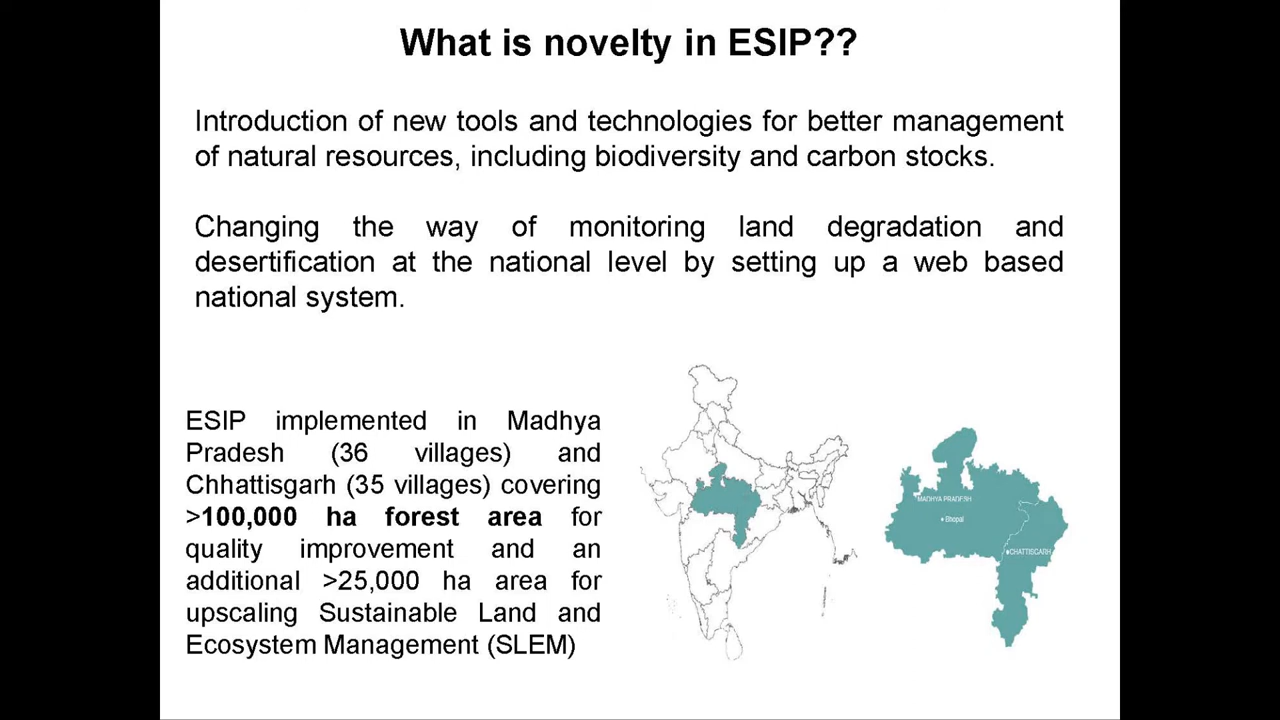 What is novelty in ESIP??
Introduction of new tools and technologies for better management
of natural resources, including biodiversity and carbon stocks.
Changing the way of monitoring land degradation and
desertification at the national level by setting up a web based
national system.
ESIP implemented in Madhya
Pradesh (36 villages) and
Chhattisgarh (35 villages) covering
>100,000 ha forest area for
quality improvement and an
additional >25,000 ha area for
upscaling Sustainable Land and
Ecosystem Management (SLEM)
MADHYA PRADESH
Bhopal
CHATTISGARH